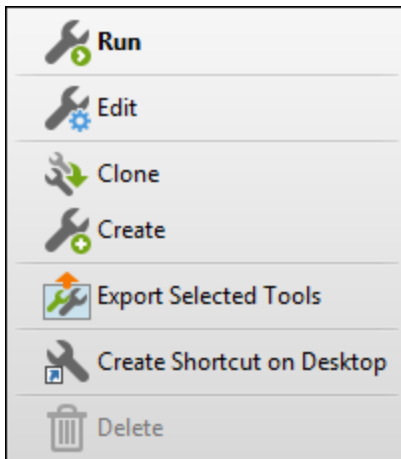 Run
Edit
Clone
Create
Export Selected Tools
Create Shortcut on Desktop
Delete